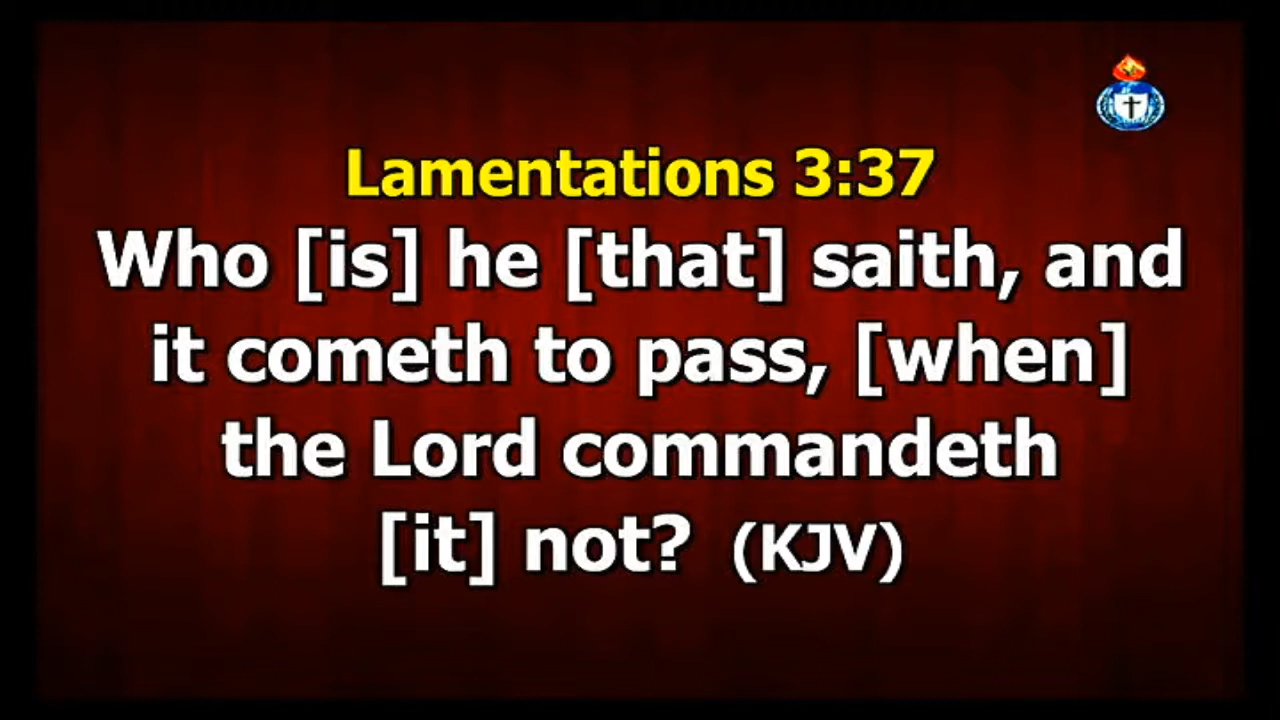 Lamentations 3:37
Who [is] he [that] saith, and
it cometh to pass, [when]
the Lord commandeth
[it] not? (KJV)